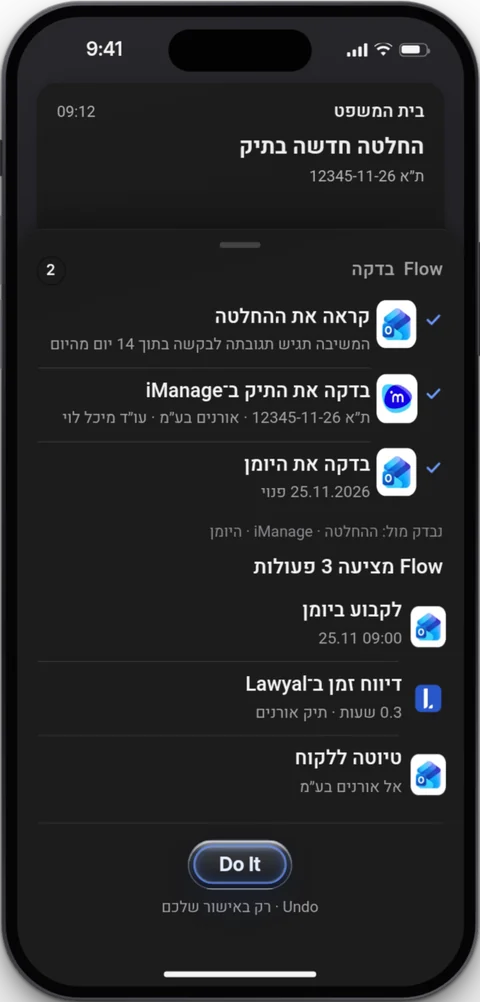 9:41
בית המשפט 09:12
החלטה חדשה בתיק
ת״א 12345-11-26
Flow בדקה 2
קראה את ההחלטה
המשיבה תגיש תגובתה לבקשה בתוך 14 יום מהיום
בדקה את התיק ב־iManage
ת״א 12345-11-26 · אורנים בע״מ · עו״ד מיכל לוי
בדקה את היומן
25.11.2026 פנוי
נבדק מול: ההחלטה · iManage · היומן
Flow מציעה 3 פעולות
לקבוע ביומן
25.11 09:00
דיווח זמן ב־Lawyal
0.3 שעות · תיק אורנים
טיוטה ללקוח
אל אורנים בע״מ
Do It
רק באישור שלכם · Undo